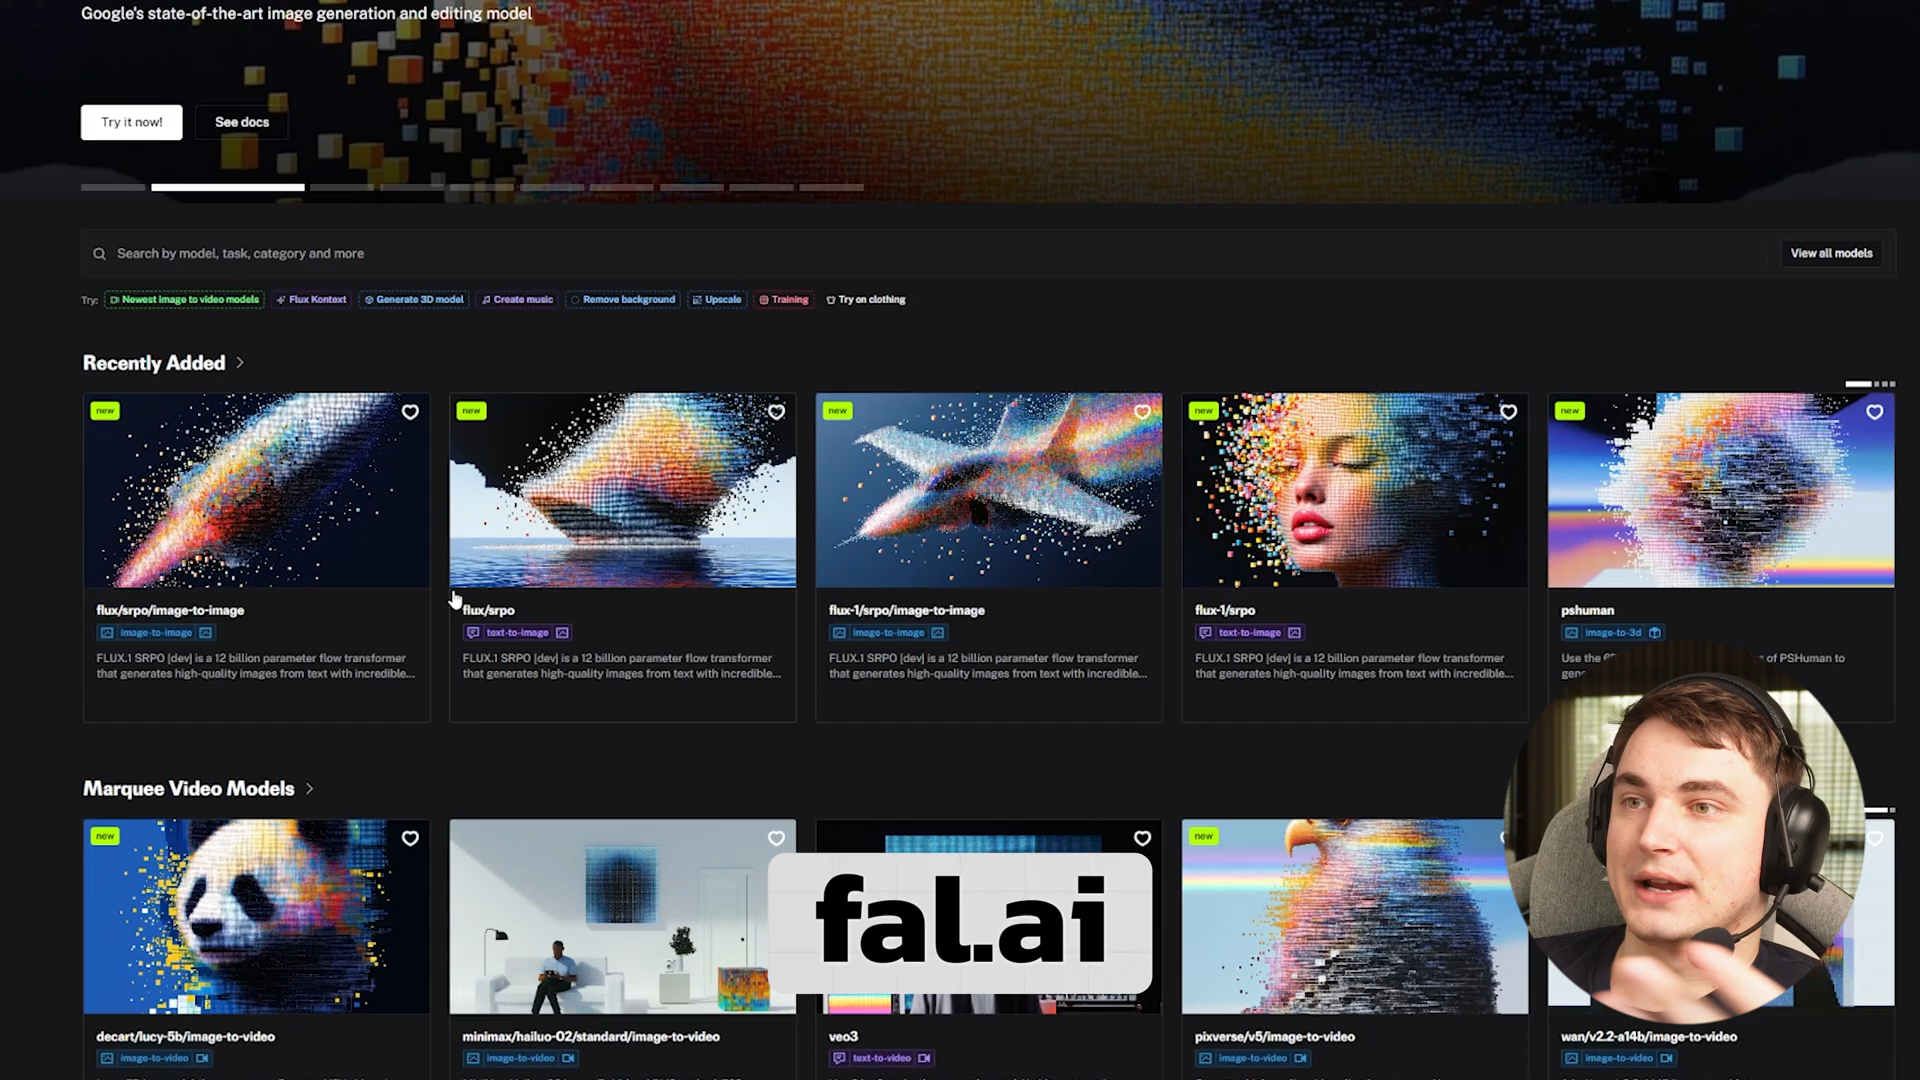 Google's state-of-the-art image generation and editing model
Try it now!
See docs
Search by model, task, category and more
View all models
Try:
Newest image to video models
Flux Kontext
Generate 3D model
Create music
Remove background
Upscale
Training
Try on clothing
Recently Added
new
new
new
new
new
flux/srpo/image-to-image
image-to-image
FLUX.1 SRPO [dev] is a 12 billion parameter flow transformer
that generates high-quality images from text with incredible...
flux/srpo
text-to-image
FLUX.1 SRPO [dev] is a 12 billion parameter flow transformer
that generates high-quality images from text with incredible...
flux-1/srpo/image-to-image
image-to-image
FLUX.1 SRPO [dev] is a 12 billion parameter flow transformer
that generates high-quality images from text with incredible...
flux-1/srpo
text-to-image
FLUX.1 SRPO [dev] is a 12 billion parameter flow transformer
that generates high-quality images from text with incredible...
pshuman
image-to-3d
Use the of PSHuman to
Marquee Video Models
new
new
fal.ai
decart/lucy-5b/image-to-video
image-to-video
minimax/hailuo-02/standard/image-to-video
image-to-video
veo3
text-to-video
pixverse/v5/image-to-video
image-to-video
wan/v2.2-a14b/image-to-video
image-to-video